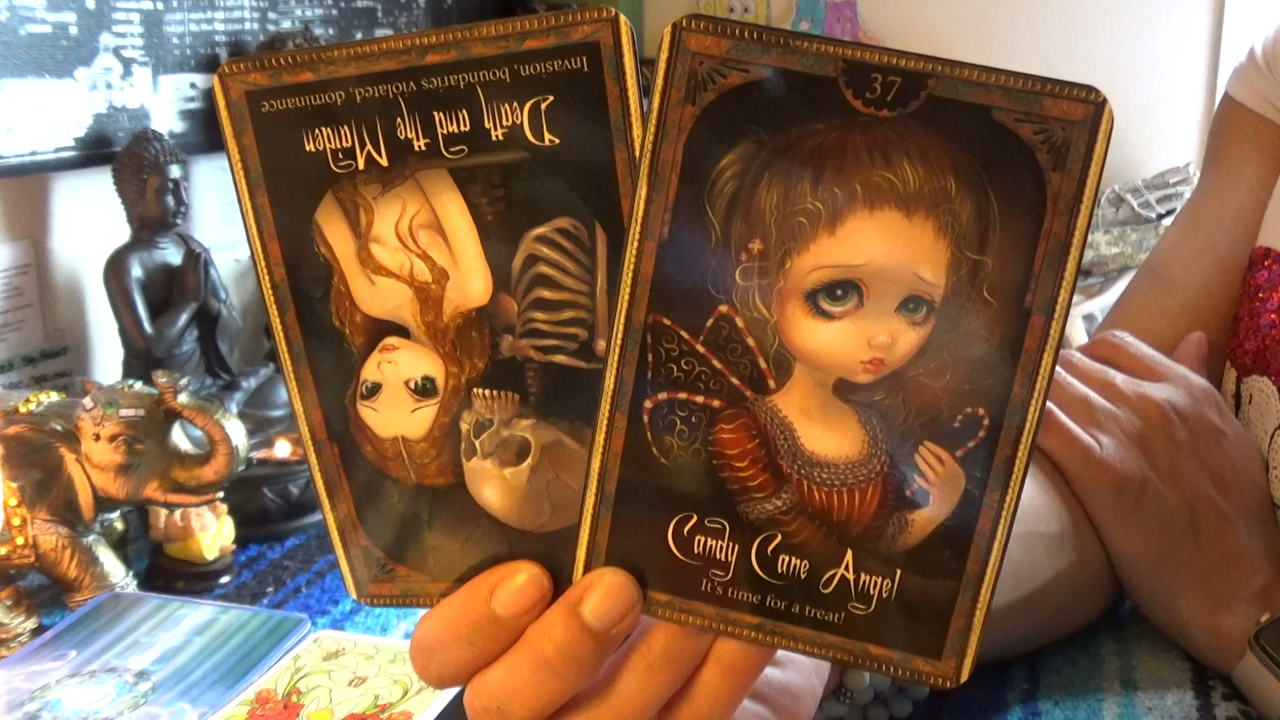 Death and the Maiden
Invasion, boundaries violated, dominance
37
Candy Cane Angel
It's time for a treat!